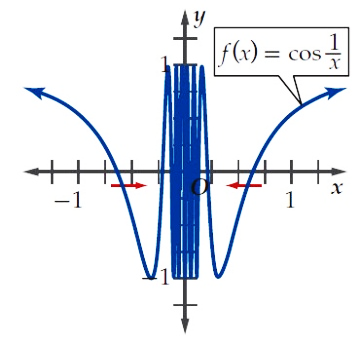 y
f(x) = cos 1/x
1
O
x
−1
1
−1